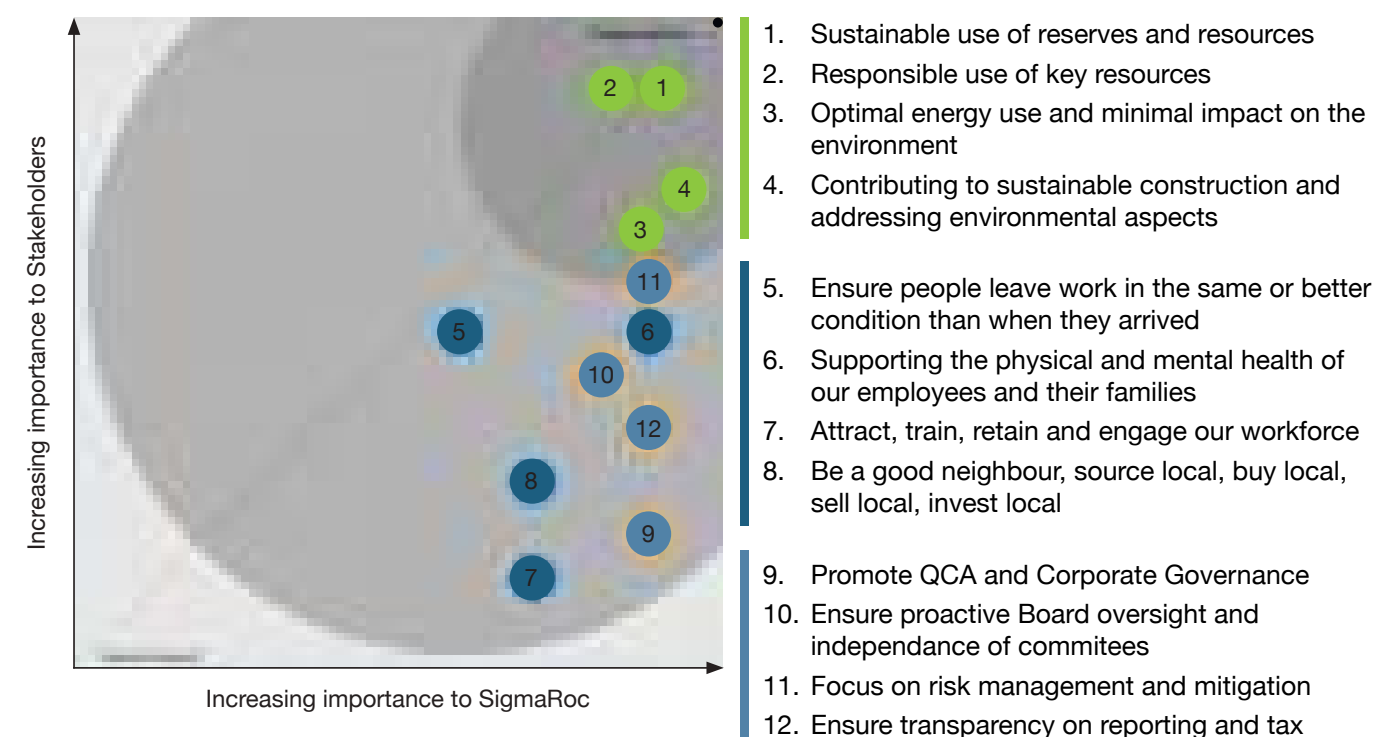 Increasing importance to Stakeholders
2
1
4
3
11
5
6
10
12
8
9
7
Increasing importance to SigmaRoc
1. Sustainable use of reserves and resources
2. Responsible use of key resources
3. Optimal energy use and minimal impact on the
environment
4. Contributing to sustainable construction and
addressing environmental aspects
5. Ensure people leave work in the same or better
condition than when they arrived
6. Supporting the physical and mental health of
our employees and their families
7. Attract, train, retain and engage our workforce
8. Be a good neighbour, source local, buy local,
sell local, invest local
9. Promote QCA and Corporate Governance
10. Ensure proactive Board oversight and
independance of commitees
11. Focus on risk management and mitigation
12. Ensure transparency on reporting and tax